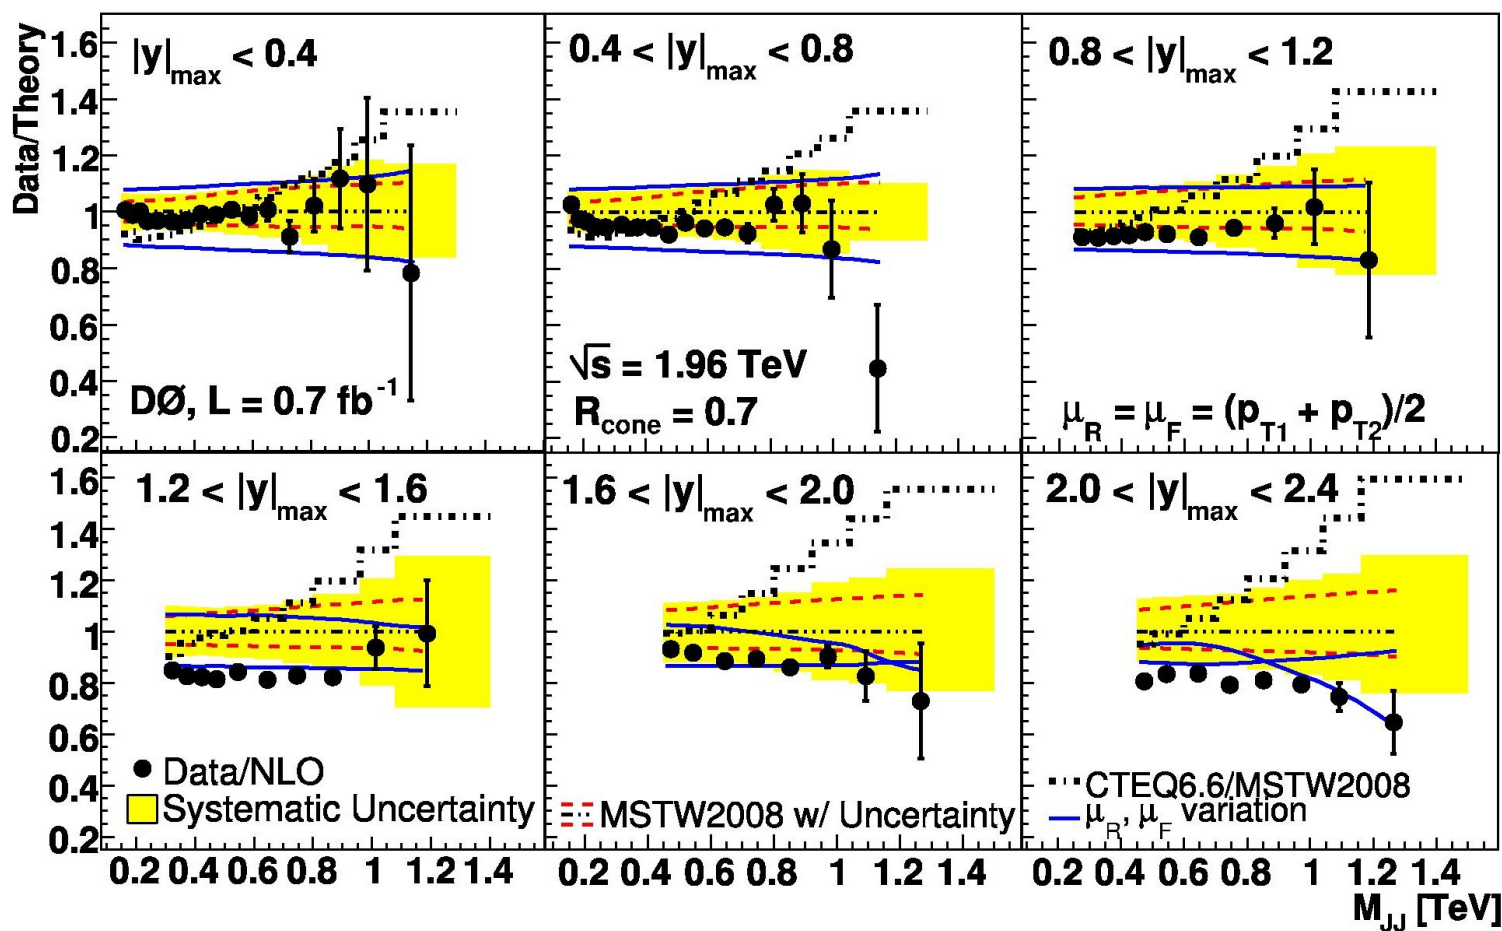 Data/Theory
1.6
1.4
1.2
1
0.8
0.6
0.4
0.2
|y|max < 0.4
DØ, L = 0.7 fb-1
0.4 < |y|max < 0.8
√s = 1.96 TeV
Rcone = 0.7
0.8 < |y|max < 1.2
μR = μF = (pT1 + pT2)/2
1.6
1.4
1.2
1
0.8
0.6
0.4
0.2
1.2 < |y|max < 1.6
Data/NLO
Systematic Uncertainty
1.6 < |y|max < 2.0
MSTW2008 w/ Uncertainty
2.0 < |y|max < 2.4
CTEQ6.6/MSTW2008
μR, μF variation
0.2 0.4 0.6 0.8 1 1.2 1.4
0.2 0.4 0.6 0.8 1 1.2 1.4
0.2 0.4 0.6 0.8 1 1.2 1.4
MJJ [TeV]